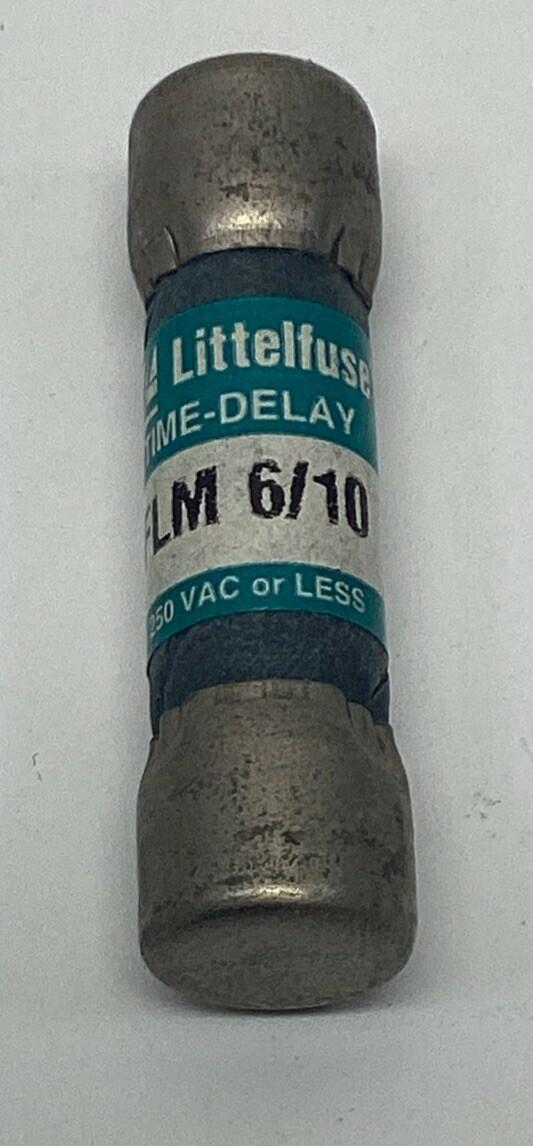 Littelfuse
TIME-DELAY
FLM 6/10
250 VAC or LESS